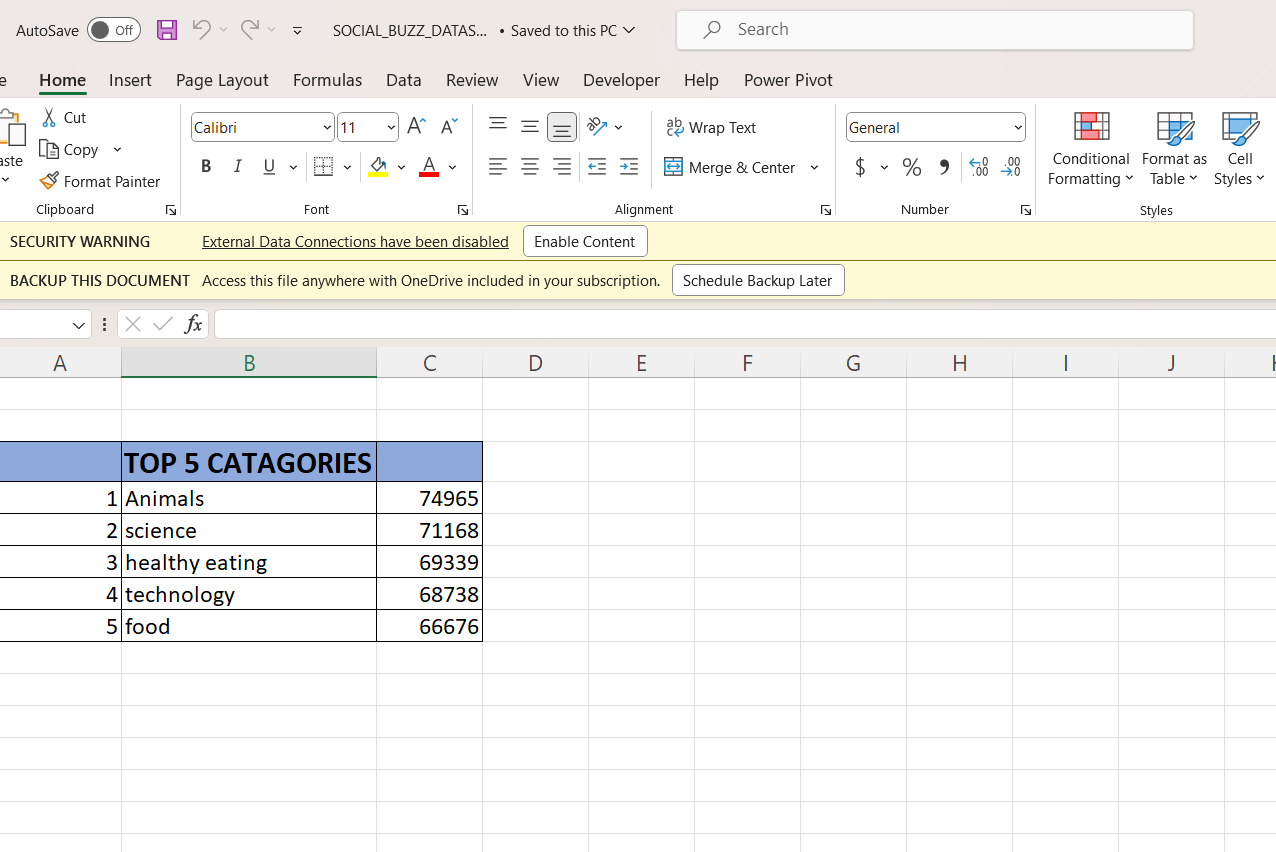 AutoSave Off SOCIAL_BUZZ_DATAS... • Saved to this PC Search
e Home Insert Page Layout Formulas Data Review View Developer Help Power Pivot
Cut
Copy
Format Painter
aste
Clipboard
Calibri 11
B I U A
Font
Wrap Text
Merge & Center
Alignment
General
$ % , .00 .00
Number
Conditional Formatting
Format as Table
Cell Styles
Styles
SECURITY WARNING External Data Connections have been disabled Enable Content
BACKUP THIS DOCUMENT Access this file anywhere with OneDrive included in your subscription. Schedule Backup Later
fx
A B C D E F G H I J
TOP 5 CATAGORIES
1 Animals 74965
2 science 71168
3 healthy eating 69339
4 technology 68738
5 food 66676